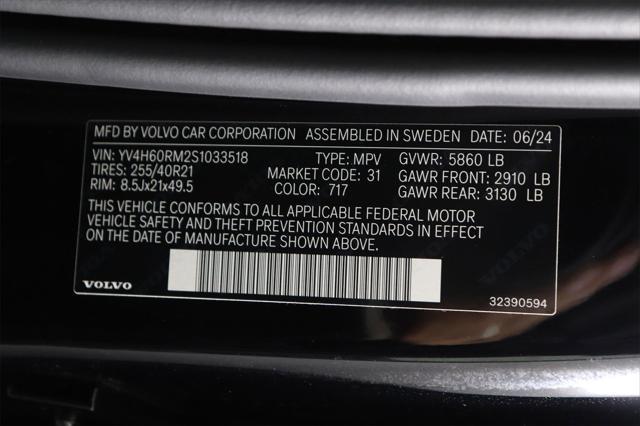 MFD BY VOLVO CAR CORPORATION ASSEMBLED IN SWEDEN DATE: 06/24
VIN: YV4H60RM2S1033518 TYPE: MPV GVWR: 5860 LB
TIRES: 255/40R21 MARKET CODE: 31 GAWR FRONT: 2910 LB
RIM: 8.5Jx21x49.5 COLOR: 717 GAWR REAR: 3130 LB
THIS VEHICLE CONFORMS TO ALL APPLICABLE FEDERAL MOTOR
VEHICLE SAFETY AND THEFT PREVENTION STANDARDS IN EFFECT
ON THE DATE OF MANUFACTURE SHOWN ABOVE.
VOLVO 32390594